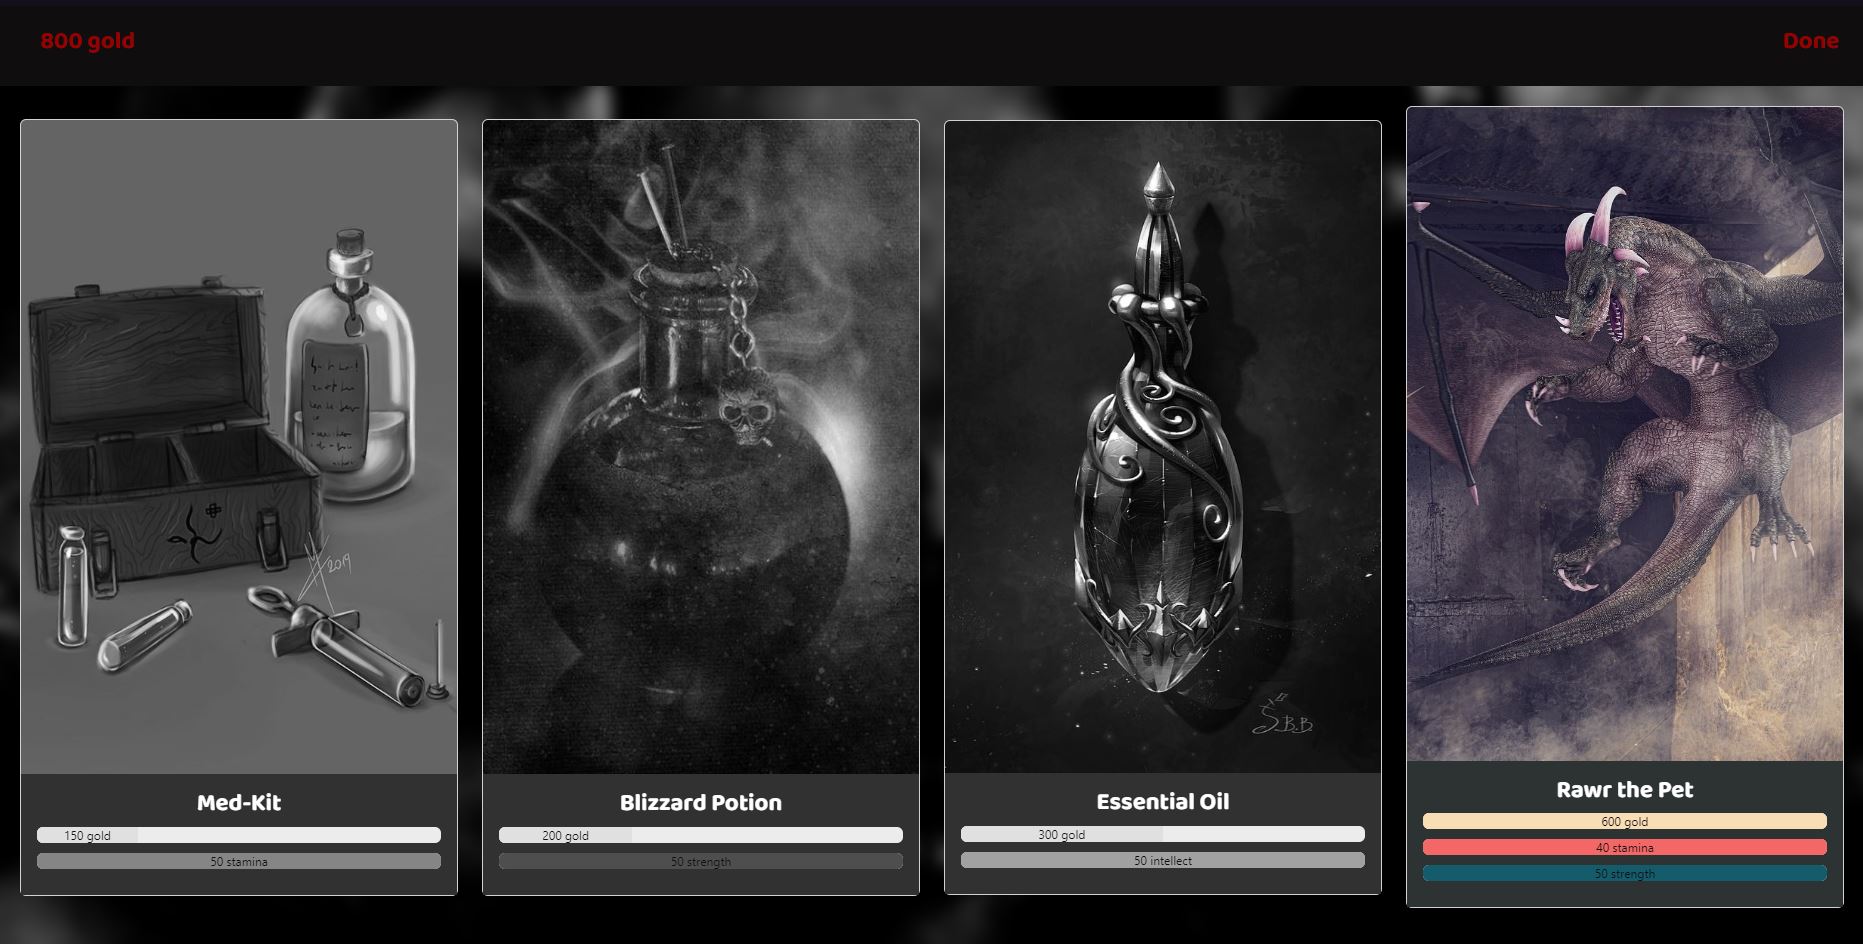 800 gold
Done
2019
S.B.B
Med-Kit
150 gold
50 stamina
Blizzard Potion
200 gold
50 strength
Essential Oil
300 gold
50 intellect
Rawr the Pet
600 gold
40 stamina
50 strength